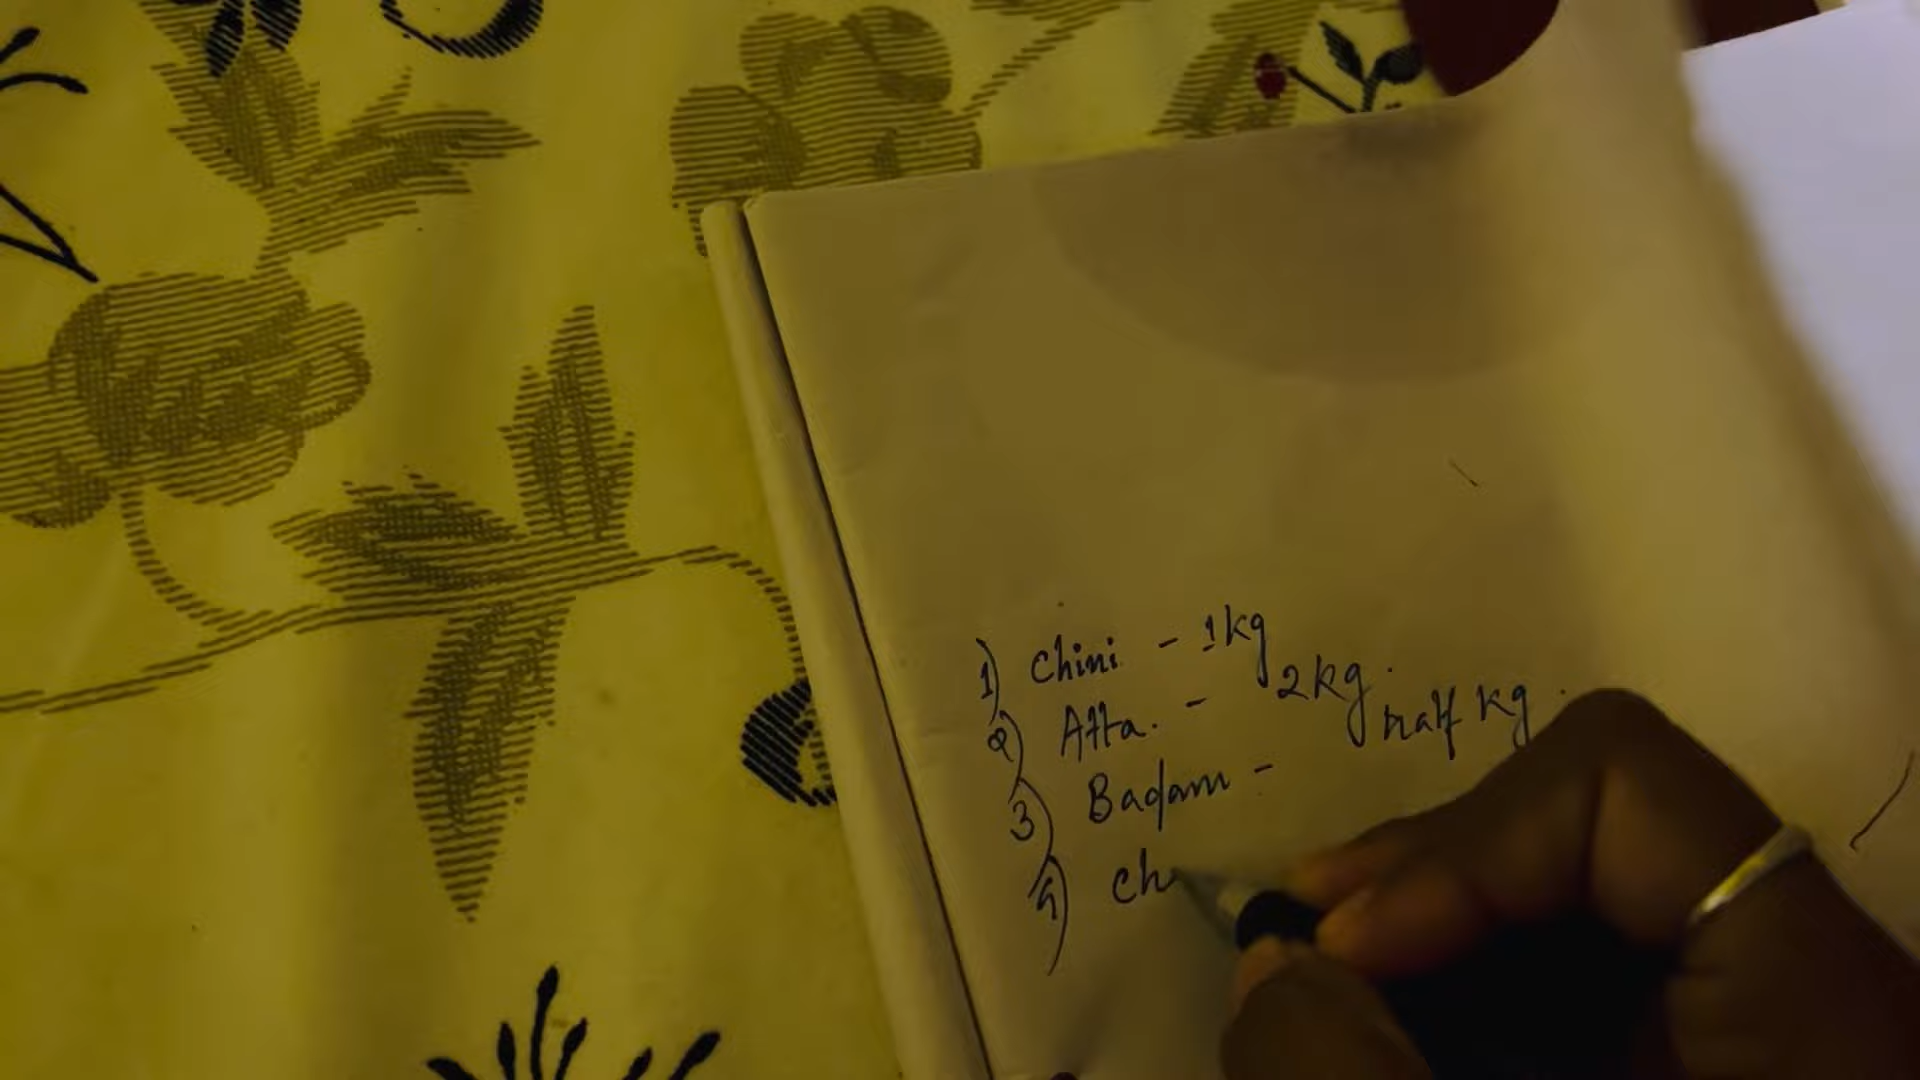 1) Chini - 1kg
2) Atta. - 2kg.
3) Badam - half kg.
4) Ch